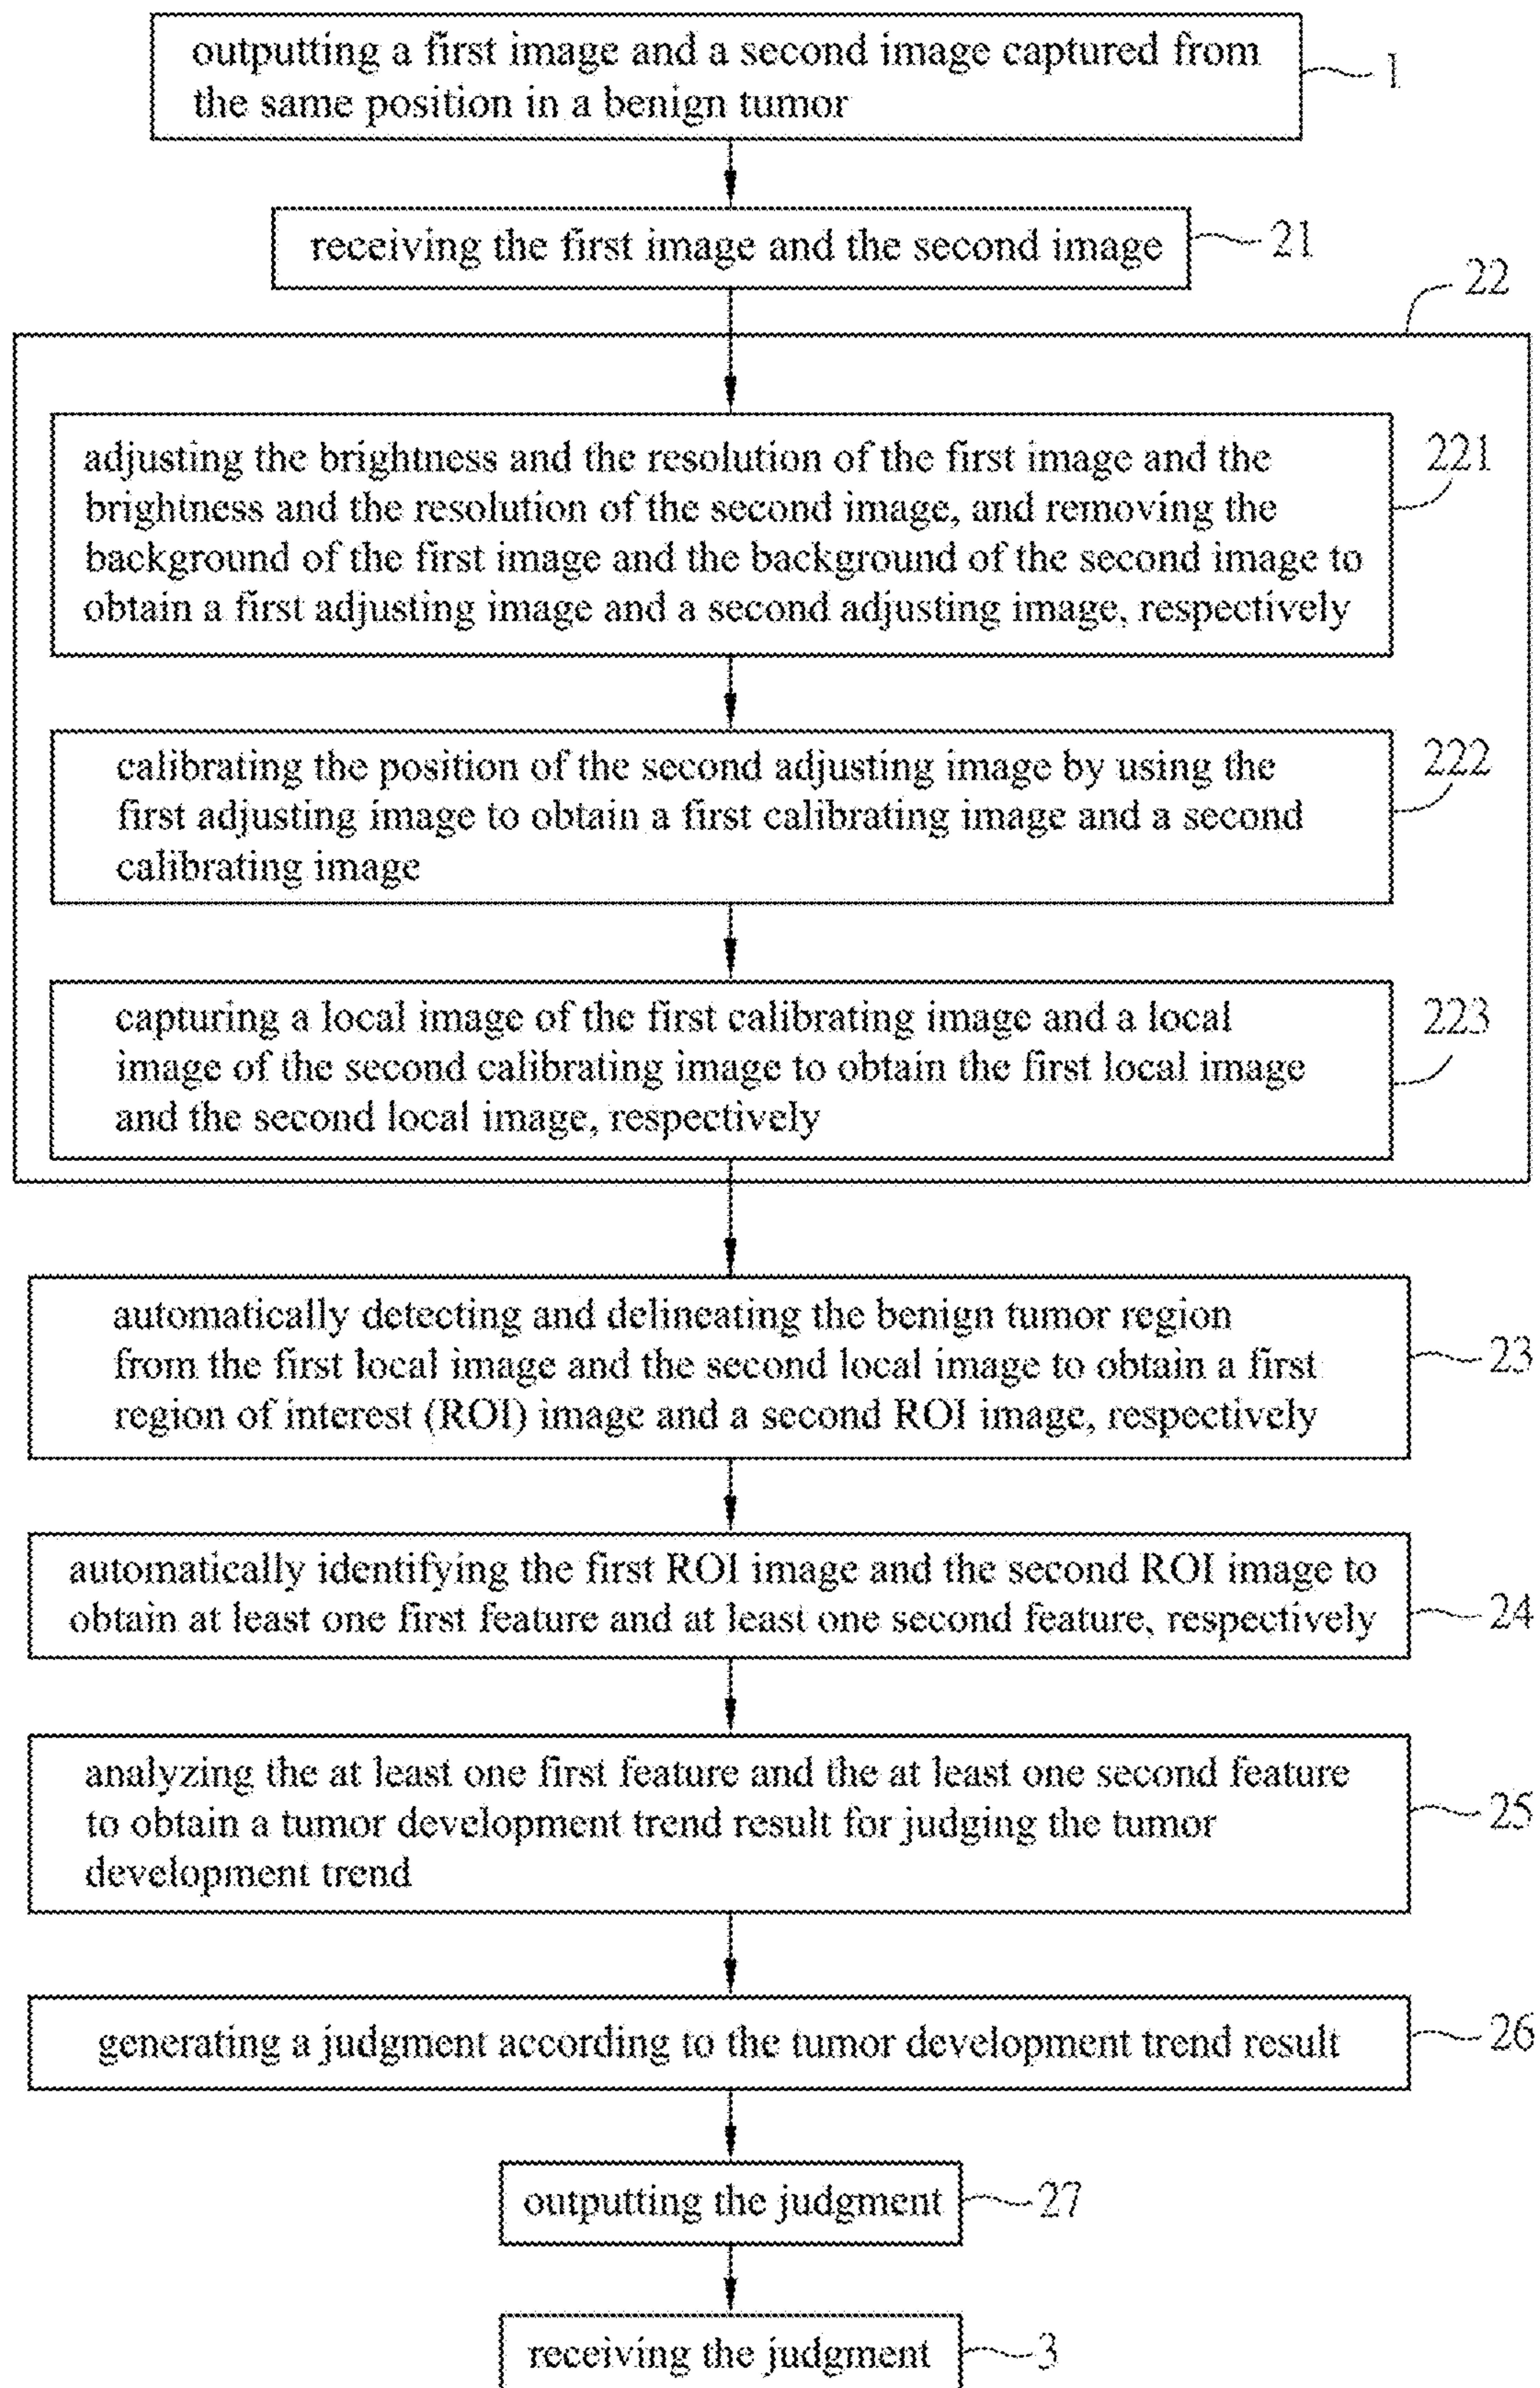 outputting a first image and a second image captured from
the same position in a benign tumor
1
receiving the first image and the second image
21
22
adjusting the brightness and the resolution of the first image and the
brightness and the resolution of the second image, and removing the
background of the first image and the background of the second image to
obtain a first adjusting image and a second adjusting image, respectively
221
calibrating the position of the second adjusting image by using the
first adjusting image to obtain a first calibrating image and a second
calibrating image
222
capturing a local image of the first calibrating image and a local
image of the second calibrating image to obtain the first local image
and the second local image, respectively
223
automatically detecting and delineating the benign tumor region
from the first local image and the second local image to obtain a first
region of interest (ROI) image and a second ROI image, respectively
23
automatically identifying the first ROI image and the second ROI image to
obtain at least one first feature and at least one second feature, respectively
24
analyzing the at least one first feature and the at least one second feature
to obtain a tumor development trend result for judging the tumor
development trend
25
generating a judgment according to the tumor development trend result
26
outputting the judgment
27
receiving the judgment
3